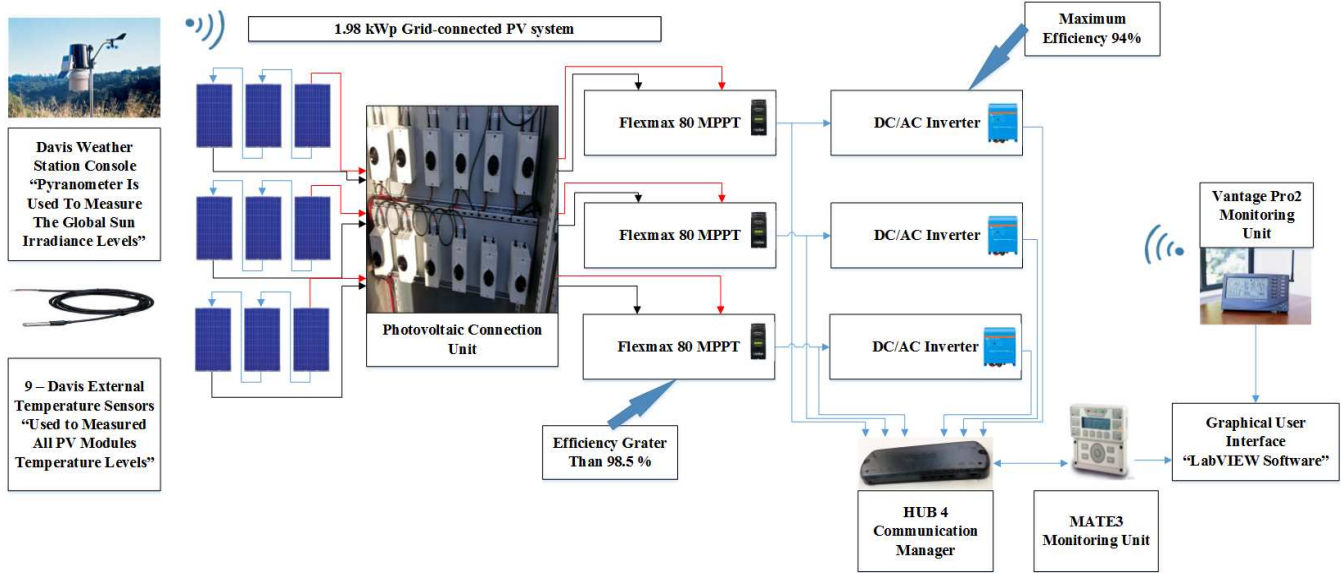 1.98 kWp Grid-connected PV system
Maximum
Efficiency 94%
Davis Weather
Station Console
“Pyranometer Is
Used To Measure
The Global Sun
Irradiance Levels”
9 – Davis External
Temperature Sensors
“Used to Measured
All PV Modules
Temperature Levels”
Photovoltaic Connection
Unit
Flexmax 80 MPPT
DC/AC Inverter
Flexmax 80 MPPT
DC/AC Inverter
Flexmax 80 MPPT
DC/AC Inverter
Efficiency Grater
Than 98.5 %
Vantage Pro2
Monitoring
Unit
Graphical User
Interface
“LabVIEW Software”
HUB 4
Communication
Manager
MATE3
Monitoring Unit